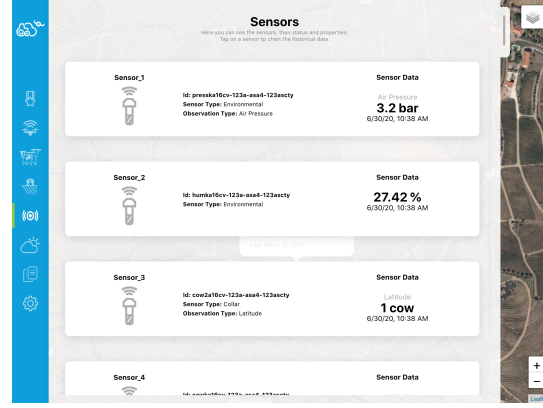 Sensors
Here you can see the sensors, their status and properties.
Tap on a sensor tp chart the historical data.
Sensor_1
Sensor Data
Id: presska16cv-123a-asa4-123ascty
Sensor Type: Environmental
Observation Type: Air Pressure
Air Pressure
3.2 bar
6/30/20, 10:38 AM
Sensor_2
Sensor Data
Id: humka16cv-123a-asa4-123ascty
Sensor Type: Environmental
27.42 %
6/30/20, 10:38 AM
Sensor_3
Sensor Data
Id: cow2a16cv-123a-asa4-123ascty
Sensor Type: Collar
Observation Type: Latitude
Latitude
1 cow
6/30/20, 10:38 AM
Sensor_4
Sensor Data
+
−
Leafl